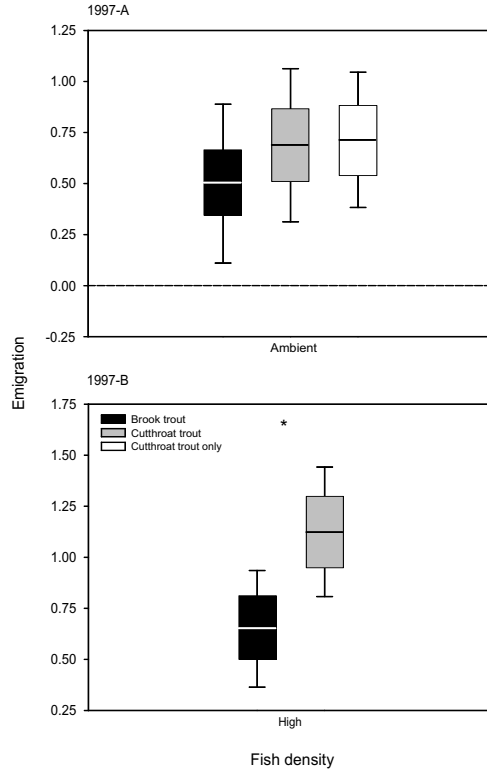 1997-A
1.25
1.00
0.75
0.50
0.25
0.00
-0.25
Ambient
Emigration
1997-B
1.75
Brook trout
Cutthroat trout
Cutthroat trout only
*
1.50
1.25
1.00
0.75
0.50
0.25
High
Fish density